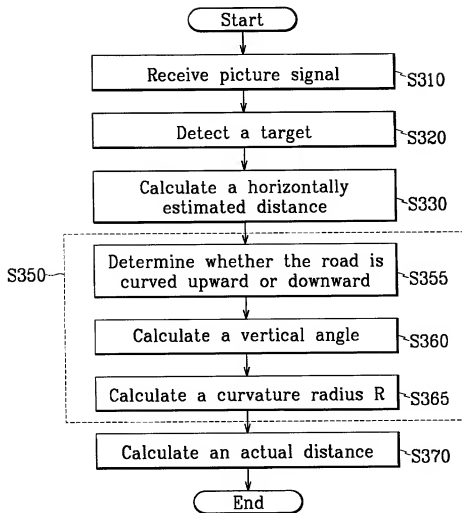 Start
Receive picture signal
S310
Detect a target
S320
Calculate a horizontally
estimated distance
S330
S350
Determine whether the road is
curved upward or downward
S355
Calculate a vertical angle
S360
Calculate a curvature radius R
S365
Calculate an actual distance
S370
End